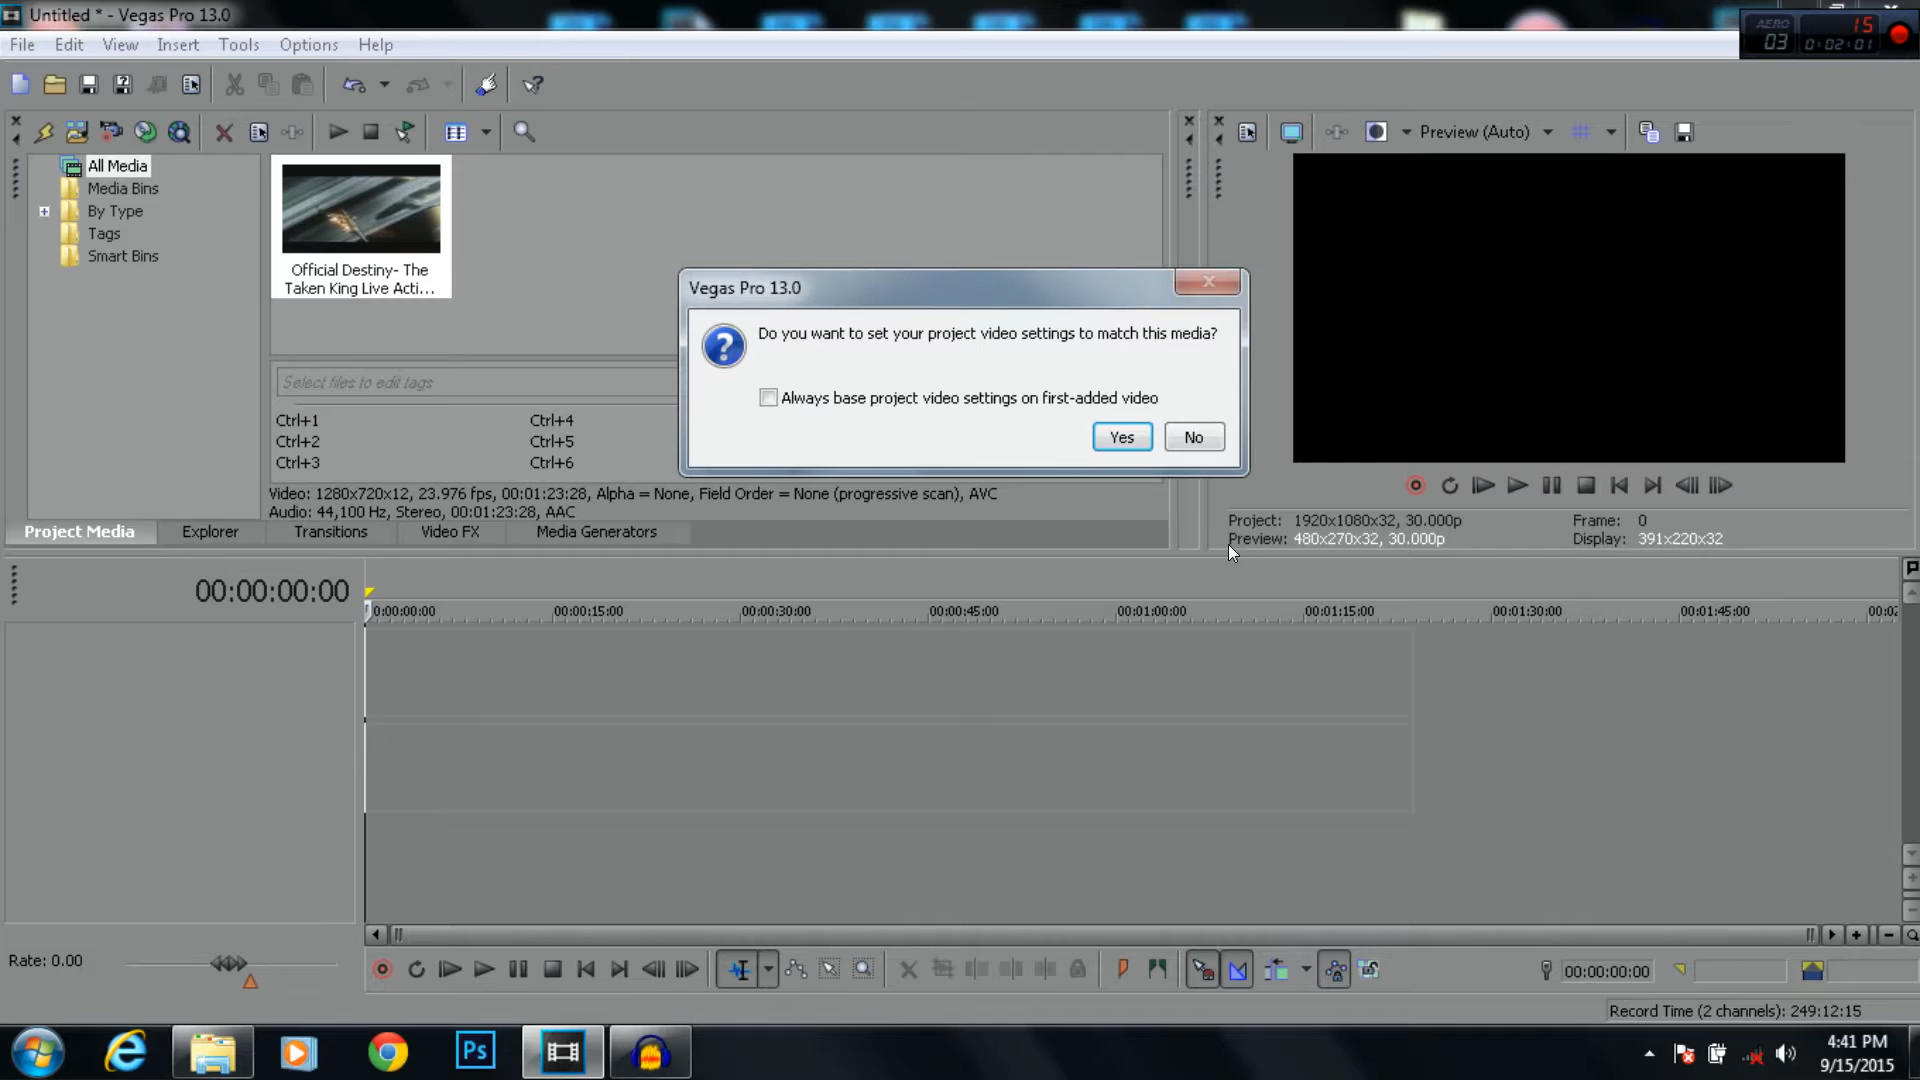 Untitled * - Vegas Pro 13.0
AERO 03 15 0:02:01
File Edit View Insert Tools Options Help
Preview (Auto)
All Media
Media Bins
By Type
Tags
Smart Bins
Official Destiny- The
Taken King Live Acti...
Vegas Pro 13.0
Do you want to set your project video settings to match this media?
Always base project video settings on first-added video
Yes No
Select files to edit tags
Ctrl+1 Ctrl+4
Ctrl+2 Ctrl+5
Ctrl+3 Ctrl+6
Video: 1280x720x12, 23.976 fps, 00:01:23:28, Alpha = None, Field Order = None (progressive scan), AVC
Audio: 44,100 Hz, Stereo, 00:01:23:28, AAC
Project Media Explorer Transitions Video FX Media Generators
Project: 1920x1080x32, 30.000p Frame: 0
Preview: 480x270x32, 30.000p Display: 391x220x32
00:00:00:00
0:00:00:00 00:00:15:00 00:00:30:00 00:00:45:00 00:01:00:00 00:01:15:00 00:01:30:00 00:01:45:00 00:02
Rate: 0.00
00:00:00:00
Record Time (2 channels): 249:12:15
Ps
4:41 PM
9/15/2015